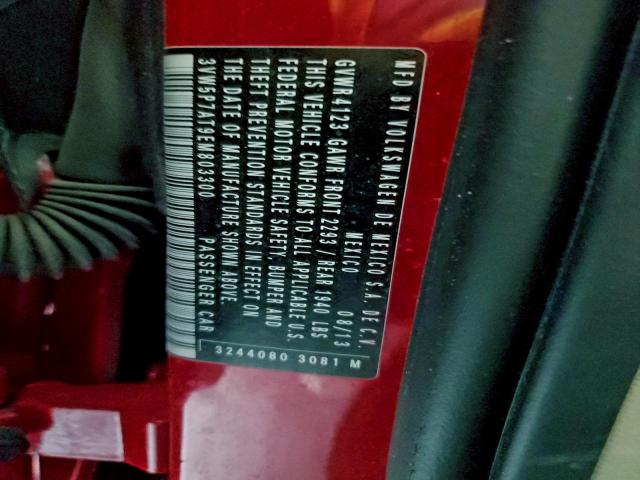 MFD BY VOLKSWAGEN DE MEXICO S.A. DE C.V.
MEXICO 08/13
GVWR 4123 GAWR FRONT 2293 / REAR 1940 LBS
THIS VEHICLE CONFORMS TO ALL APPLICABLE U.S.
FEDERAL MOTOR VEHICLE SAFETY, BUMPER AND
THEFT PREVENTION STANDARDS IN EFFECT ON
THE DATE OF MANUFACTURE SHOWN ABOVE.
3VW507AT9EM803300 PASSENGER CAR
3244080 3081 M